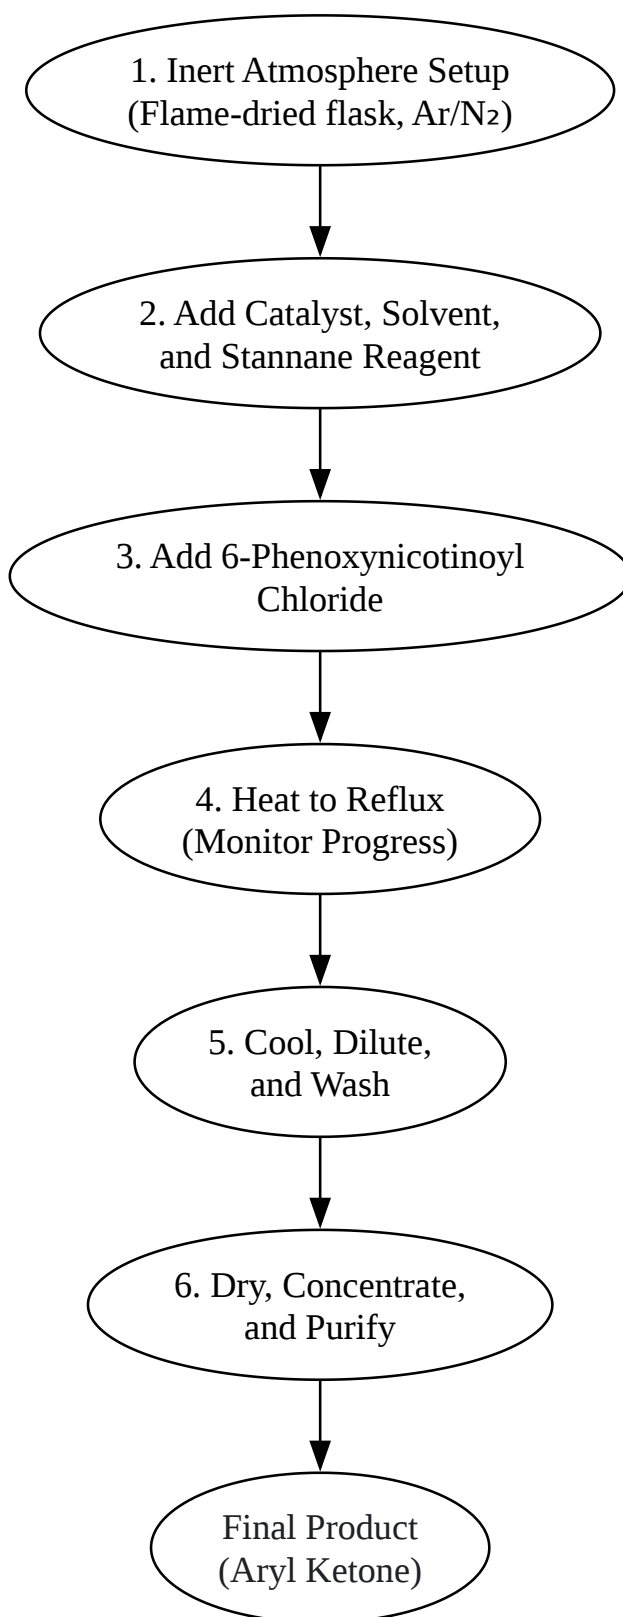 1. Inert Atmosphere Setup
(Flame-dried flask, Ar/N₂)
2. Add Catalyst, Solvent,
and Stannane Reagent
3. Add 6-Phenoxynicotinoyl
Chloride
4. Heat to Reflux
(Monitor Progress)
5. Cool, Dilute,
and Wash
6. Dry, Concentrate,
and Purify
Final Product
(Aryl Ketone)